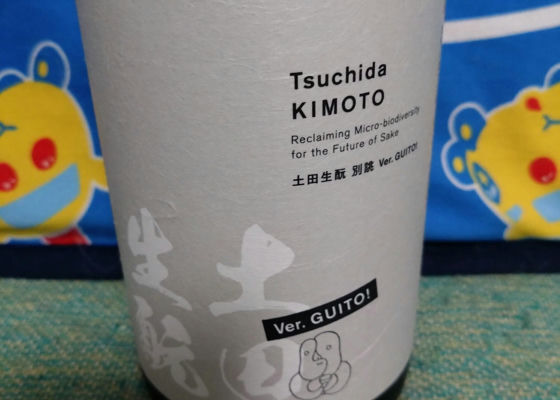 Tsuchida
KIMOTO
Reclaiming Micro-biodiversity
for the Future of Sake
土田生酛 別誂 Ver. GUITO!
土田
生酛
Ver. GUITO!